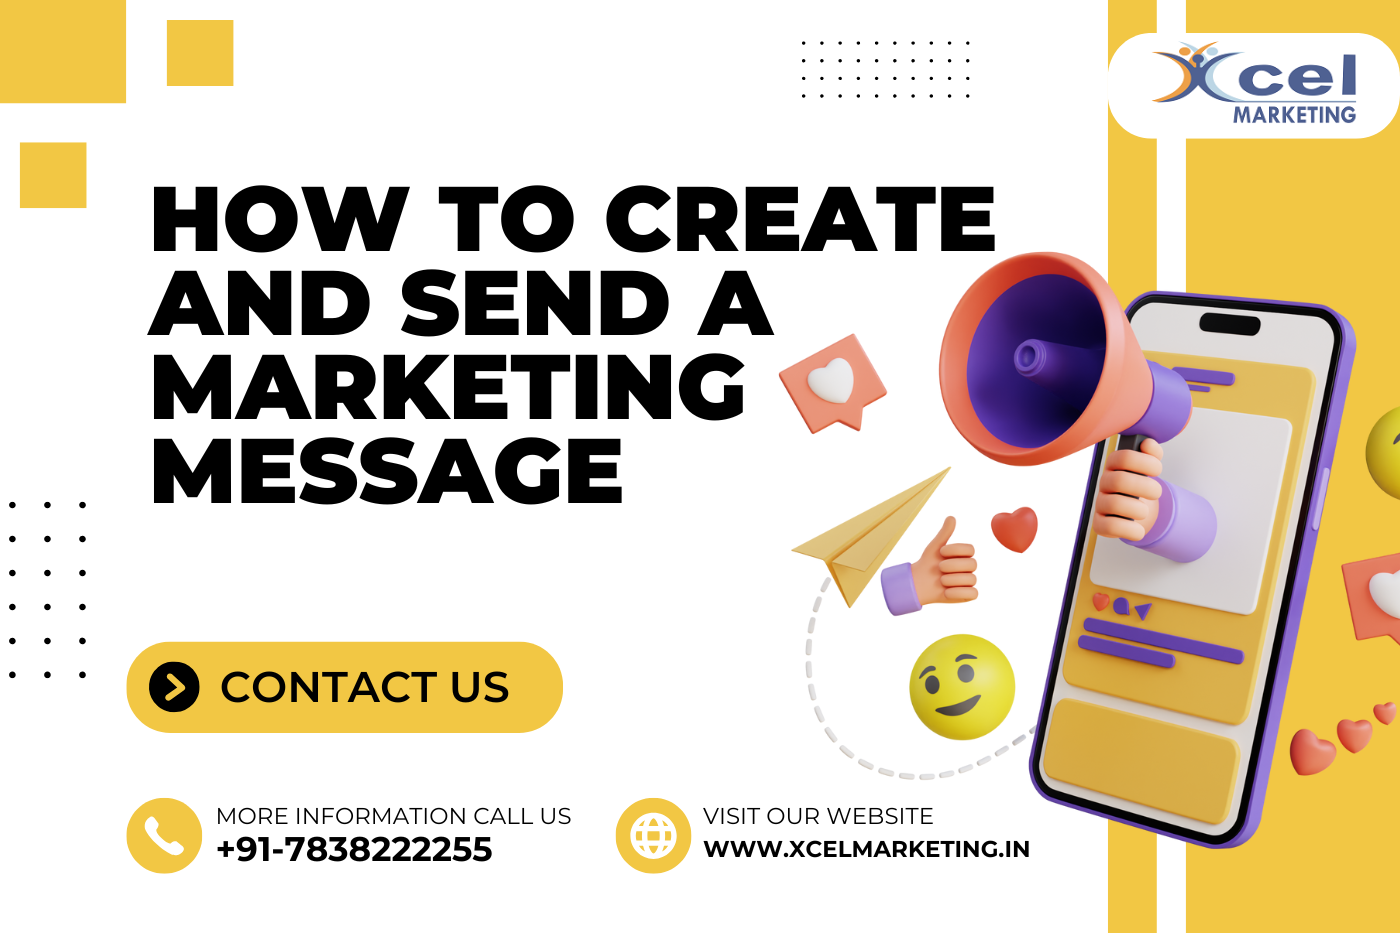 Xcel
MARKETING
HOW TO CREATE
AND SEND A
MARKETING
MESSAGE
CONTACT US
MORE INFORMATION CALL US
+91-7838222255
VISIT OUR WEBSITE
WWW.XCELMARKETING.IN